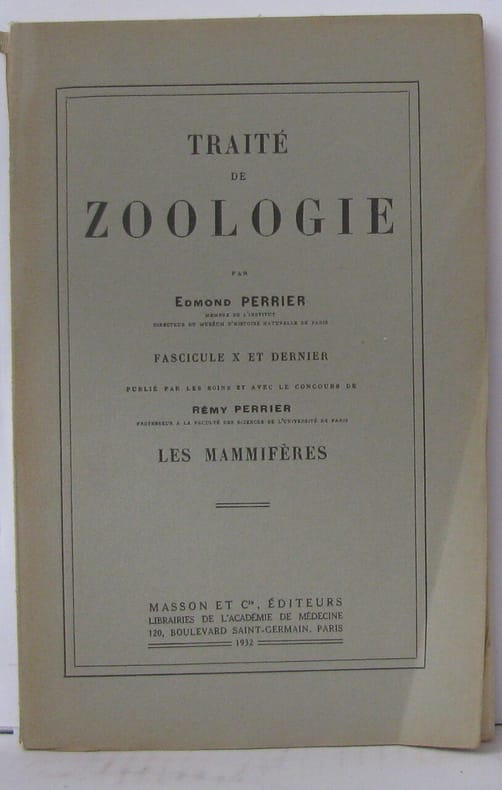 TRAITÉ
DE
ZOOLOGIE
PAR
EDMOND PERRIER
MEMBRE DE L'INSTITUT
DIRECTEUR DU MUSÉUM D'HISTOIRE NATURELLE DE PARIS
FASCICULE X ET DERNIER
PUBLIÉ PAR LES SOINS ET AVEC LE CONCOURS DE
RÉMY PERRIER
PROFESSEUR A LA FACULTÉ DES SCIENCES DE L'UNIVERSITÉ DE PARIS
LES MAMMIFÈRES
MASSON ET Cie, ÉDITEURS
LIBRAIRIES DE L'ACADÉMIE DE MÉDECINE
120, BOULEVARD SAINT-GERMAIN, PARIS
1932